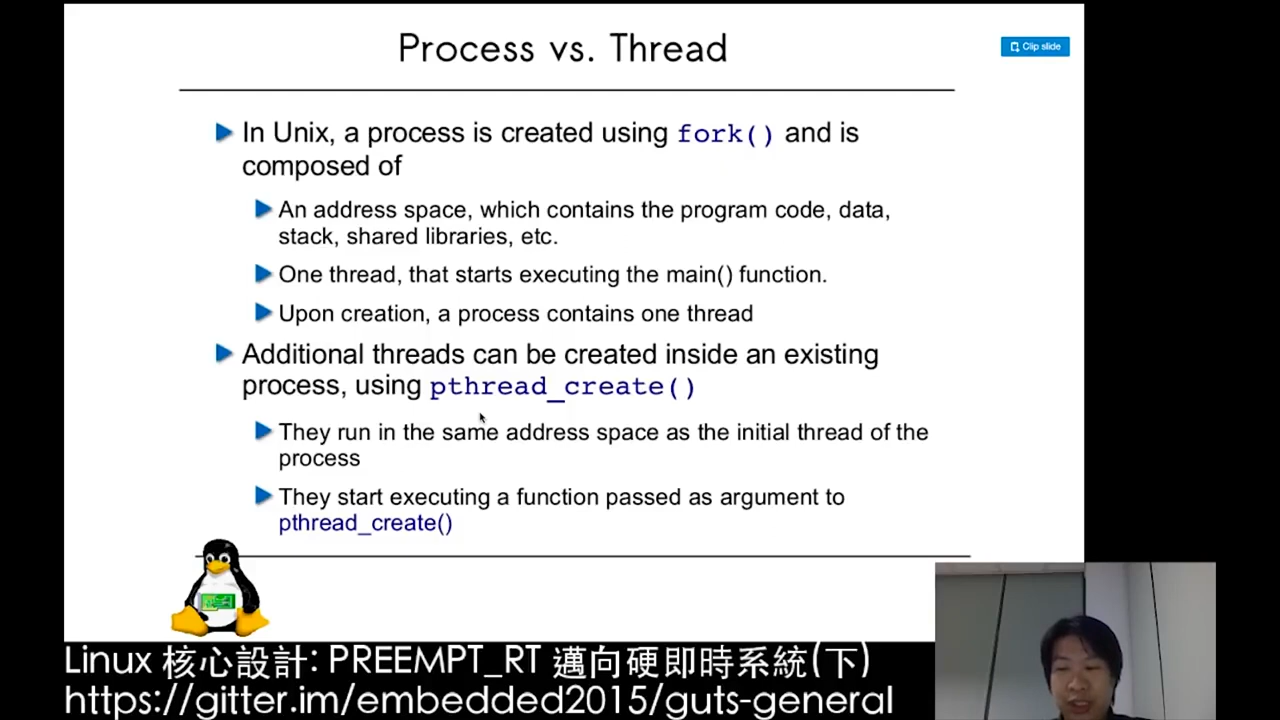 Process vs. Thread
Clip slide
In Unix, a process is created using fork() and is
composed of
An address space, which contains the program code, data,
stack, shared libraries, etc.
One thread, that starts executing the main() function.
Upon creation, a process contains one thread
Additional threads can be created inside an existing
process, using pthread_create()
They run in the same address space as the initial thread of the
process
They start executing a function passed as argument to
pthread_create()
Linux 核心設計: PREEMPT_RT 邁向硬即時系統(下)
https://gitter.im/embedded2015/guts-general